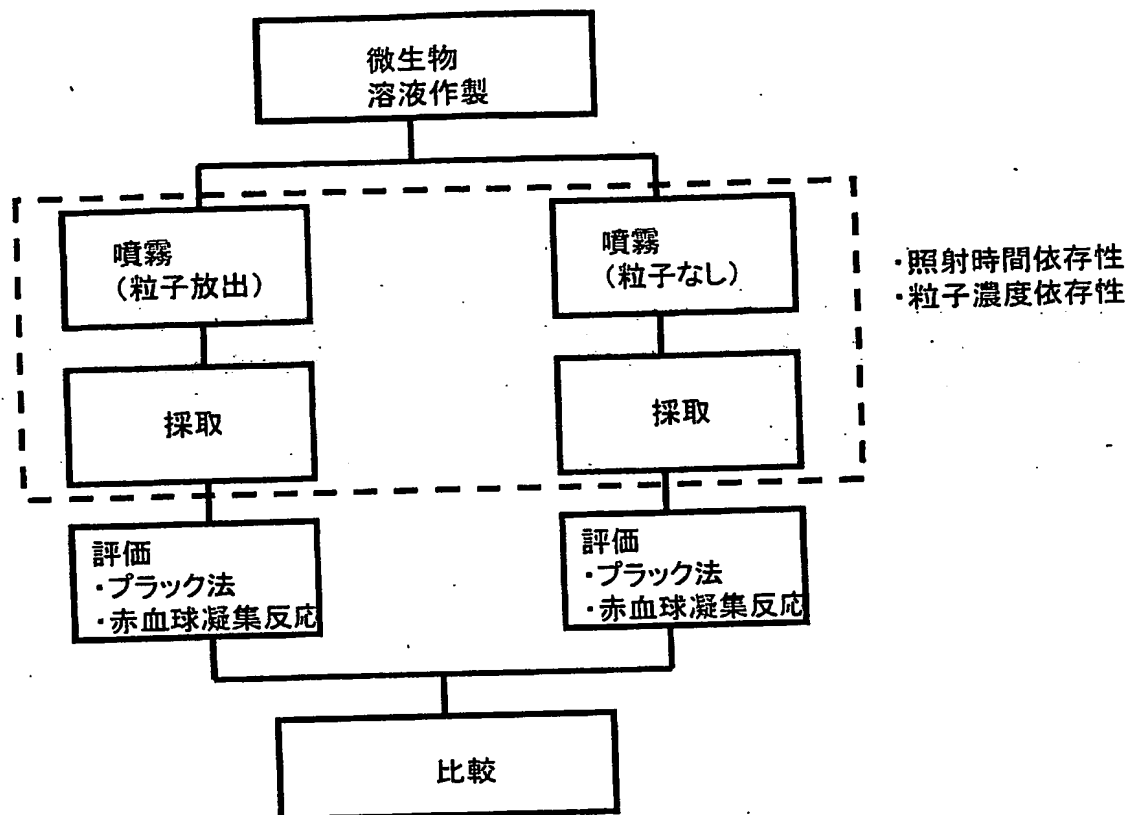 微生物
溶液作製
噴霧
(粒子放出)
噴霧
(粒子なし)
・照射時間依存性
・粒子濃度依存性
採取
採取
評価
・プラック法
・赤血球凝集反応
評価
・プラック法
・赤血球凝集反応
比較